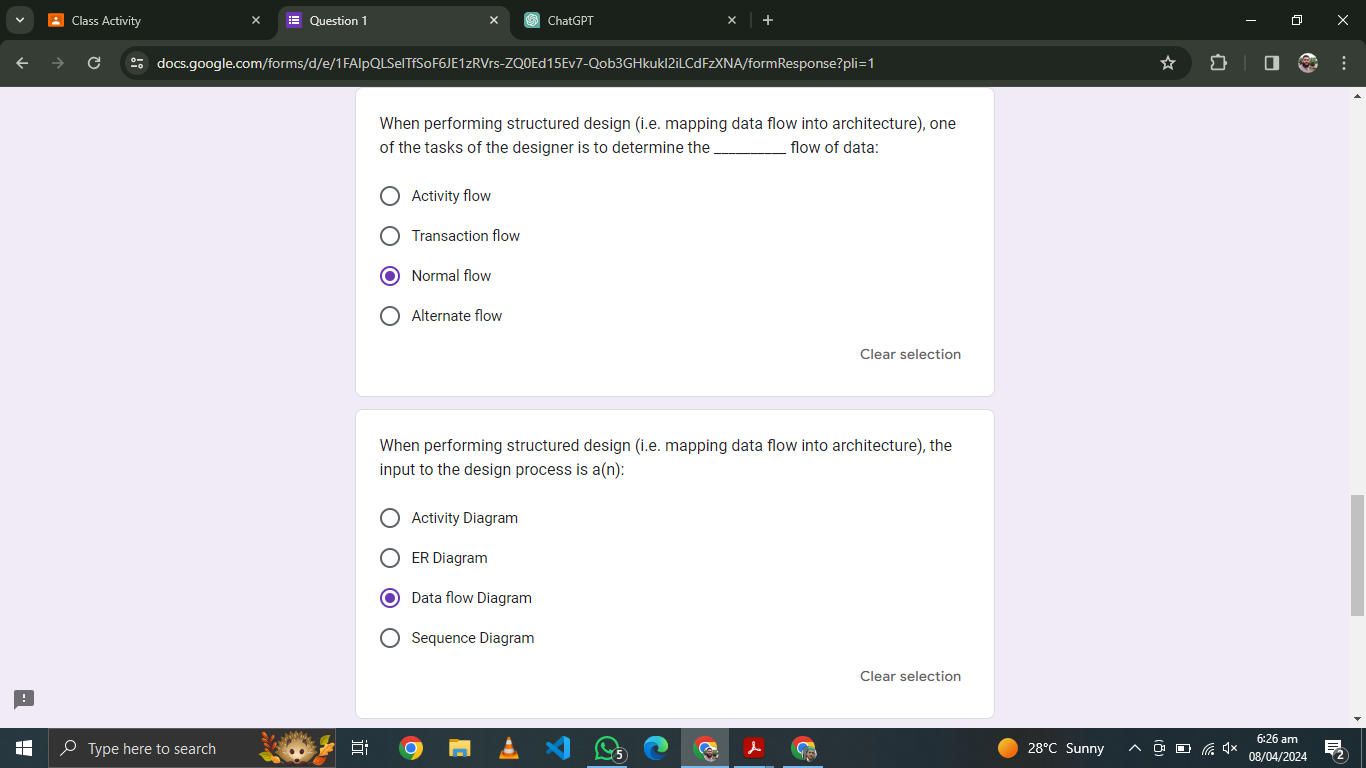 Class Activity
Question 1
ChatGPT
docs.google.com/forms/d/e/1FAIpQLSelTfSoF6JE1zRVrs-ZQ0Ed15Ev7-Qob3GHkukl2iLCdFzXNA/formResponse?pli=1
When performing structured design (i.e. mapping data flow into architecture), one
of the tasks of the designer is to determine the __________ flow of data:
Activity flow
Transaction flow
Normal flow
Alternate flow
Clear selection
When performing structured design (i.e. mapping data flow into architecture), the
input to the design process is a(n):
Activity Diagram
ER Diagram
Data flow Diagram
Sequence Diagram
Clear selection
Type here to search
5
28°C Sunny
6:26 am
08/04/2024
2